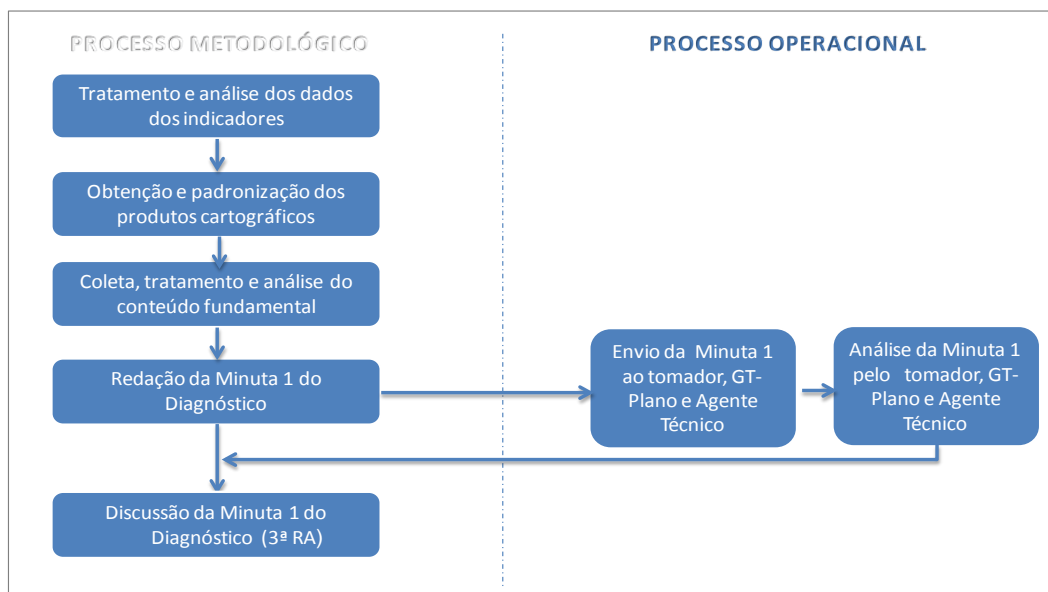 PROCESSO METODOLÓGICO
PROCESSO OPERACIONAL
Tratamento e análise dos dados
dos indicadores
Obtenção e padronização dos
produtos cartográficos
Coleta, tratamento e análise do
conteúdo fundamental
Redação da Minuta 1 do
Diagnóstico
Envio da Minuta 1
ao tomador, GT-
Plano e Agente
Técnico
Análise da Minuta 1
pelo tomador, GT-
Plano e Agente
Técnico
Discussão da Minuta 1 do
Diagnóstico (3ª RA)